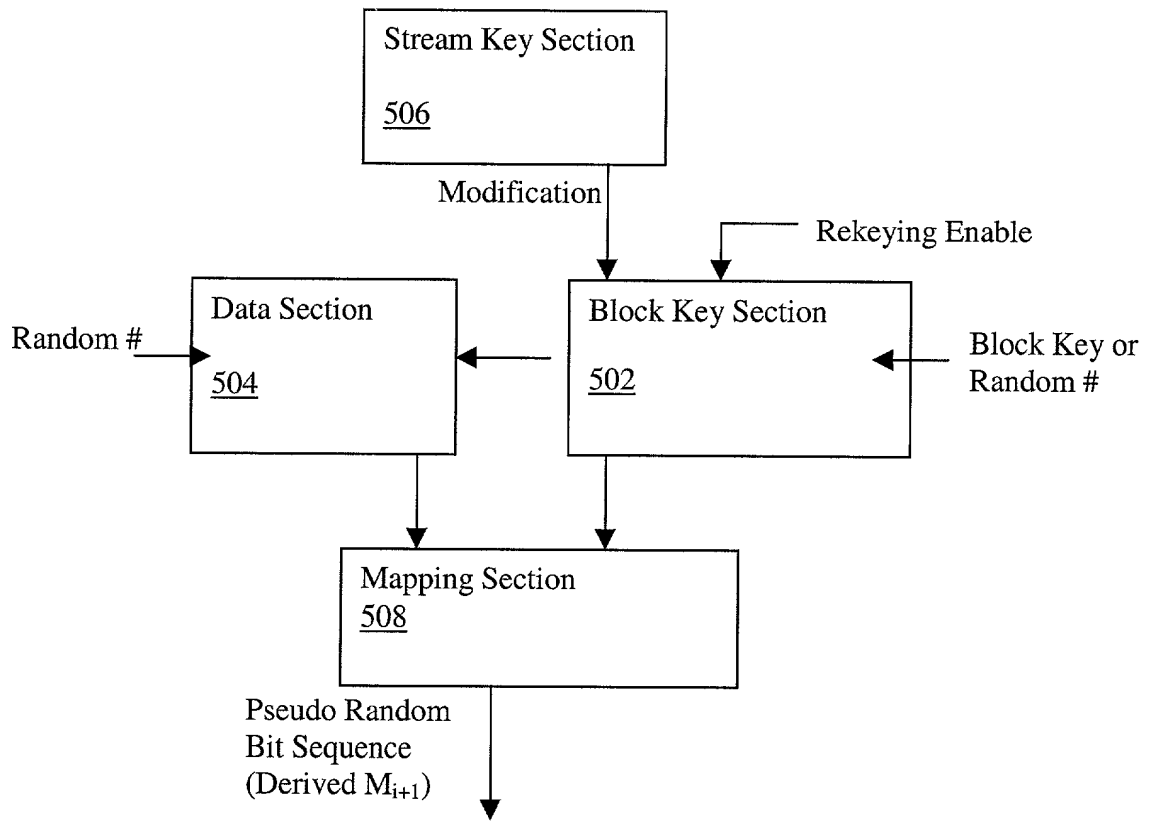 Stream Key Section
506
Modification
Rekeying Enable
Data Section
504
Block Key Section
502
Random #
Block Key or
Random #
Mapping Section
508
Pseudo Random
Bit Sequence
(Derived Mi+1)